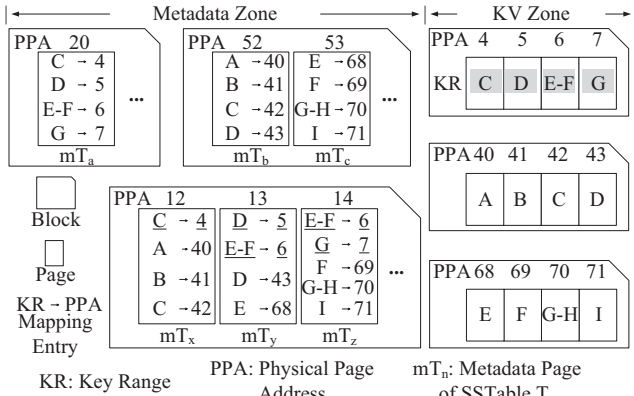 Metadata Zone
KV Zone
PPA 20
C → 4
D → 5
E-F → 6
G → 7
...
mTa
PPA 52 53
A → 40 E → 68
B → 41 F → 69
C → 42 G-H → 70
D → 43 I → 71
...
mTb mTc
PPA 4 5 6 7
KR C D E-F G
PPA 40 41 42 43
A B C D
PPA 68 69 70 71
E F G-H I
PPA 12 13 14
C → 4 D → 5 E-F → 6
A → 40 E-F → 6 G → 7
B → 41 D → 43 F → 69
C → 42 E → 68 G-H → 70
I → 71
...
mTx mTy mTz
Block
Page
KR → PPA
Mapping
Entry
KR: Key Range
PPA: Physical Page
Address
mTn: Metadata Page
of SSTable T